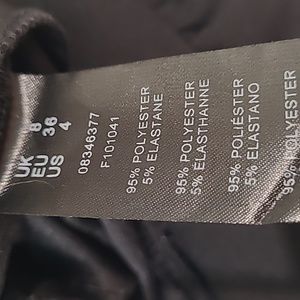 UK 8
EU 36
US 4
08346377
F101041
95% POLYESTER
5% ELASTANE
95% POLYESTER
5% ELASTHANNE
95% POLIÉSTER
5% ELASTANO